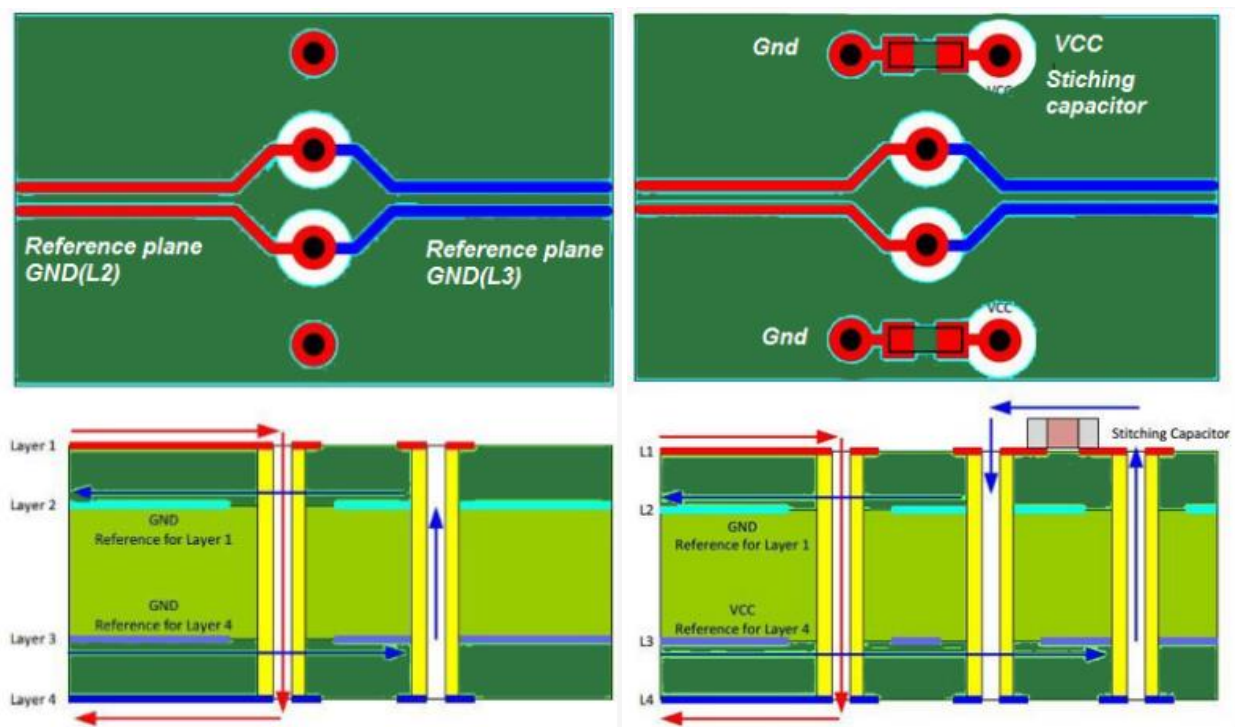 Reference plane
GND(L2)
Reference plane
GND(L3)
Gnd
VCC
Stiching
capacitor
VCC
VCC
Gnd
Layer 1
Layer 2
GND
Reference for Layer 1
GND
Reference for Layer 4
Layer 3
Layer 4
Stitching Capacitor
L1
L2
GND
Reference for Layer 1
VCC
Reference for Layer 4
L3
L4